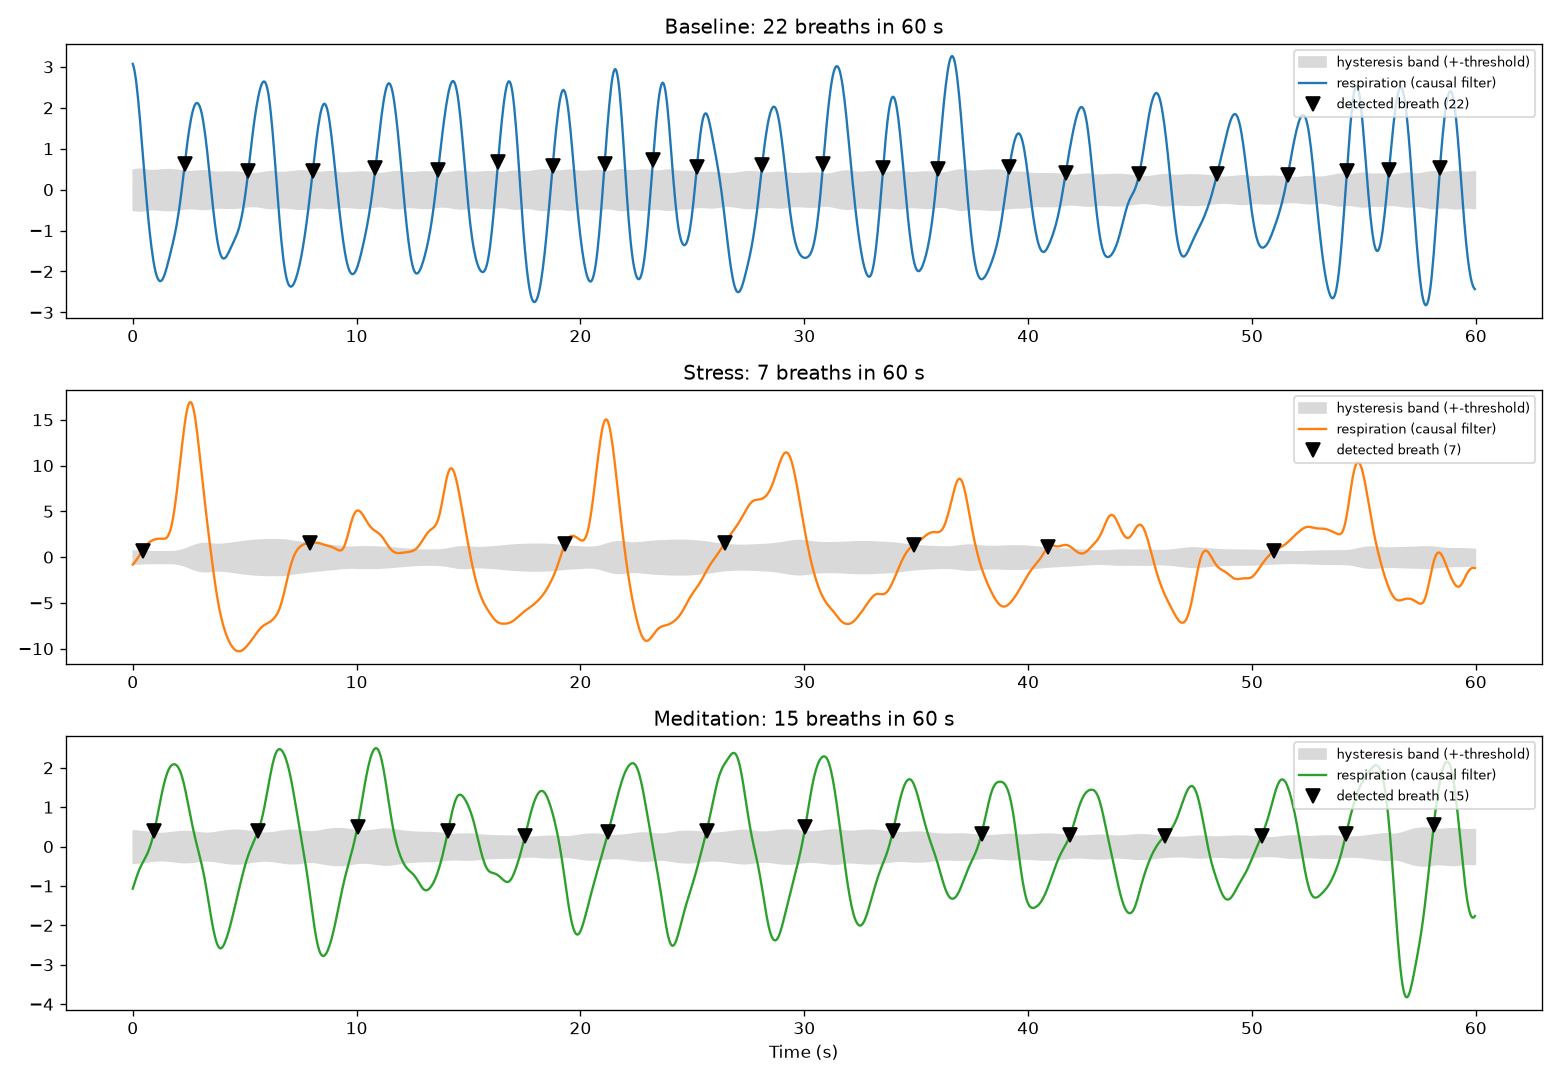 Baseline: 22 breaths in 60 s
hysteresis band (+-threshold)
respiration (causal filter)
detected breath (22)
3
2
1
0
−1
−2
−3
0 10 20 30 40 50 60
Stress: 7 breaths in 60 s
hysteresis band (+-threshold)
respiration (causal filter)
detected breath (7)
15
10
5
0
−5
−10
0 10 20 30 40 50 60
Meditation: 15 breaths in 60 s
hysteresis band (+-threshold)
respiration (causal filter)
detected breath (15)
2
1
0
−1
−2
−3
−4
0 10 20 30 40 50 60
Time (s)